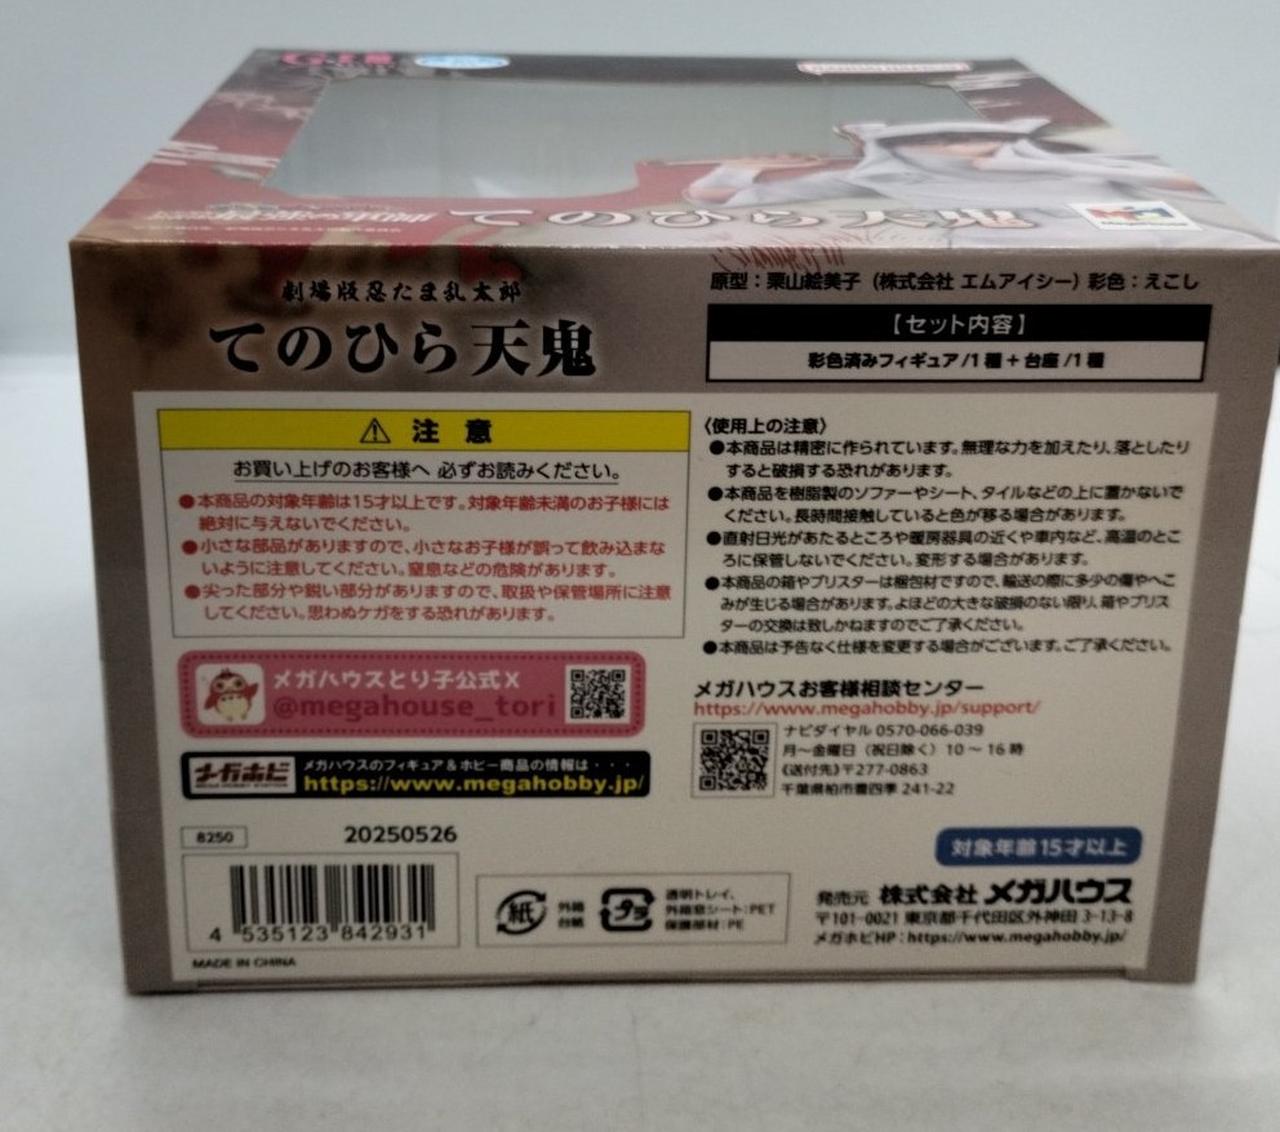 てのひら天鬼
劇場版忍たま乱太郎
てのひら天鬼
原型：栗山絵美子（株式会社 エムアイシー）彩色：えこし
【セット内容】
彩色済みフィギュア/1種＋台座/1種
⚠ 注 意
お買い上げのお客様へ 必ずお読みください。
●本商品の対象年齢は15才以上です。対象年齢未満のお子様には
絶対に与えないでください。
●小さな部品がありますので、小さなお子様が誤って飲み込まな
いように注意してください。窒息などの危険があります。
●尖った部分や鋭い部分がありますので、取扱や保管場所に注意
してください。思わぬケガをする恐れがあります。
〈使用上の注意〉
●本商品は精密に作られています。無理な力を加えたり、落としたり
すると破損する恐れがあります。
●本商品を樹脂製のソファーやシート、タイルなどの上に置かないで
ください。長時間接触していると色が移る場合があります。
●直射日光があたるところや暖房器具の近くや車内など、高温のとこ
ろに保管しないでください。変形する場合があります。
●本商品の箱やブリスターは梱包材ですので、輸送の際に多少の傷やへこ
みが生じる場合があります。よほどの大きな破損のない限り、箱やブリス
ターの交換は致しかねますのでご了承ください。
●本商品は予告なく仕様を変更する場合がございます。ご了承ください。
メガハウスとり子公式X
@megahouse_tori
メガホビ
MEGA HOBBY STATION
メガハウスのフィギュア＆ホビー商品の情報は・・・
https://www.megahobby.jp/
メガハウスお客様相談センター
https://www.megahobby.jp/support/
ナビダイヤル 0570-066-039
月～金曜日（祝日除く）10～16時
《送付先》〒277-0863
千葉県柏市豊四季 241-22
8250
20250526
4 535123 842931
MADE IN CHINA
紙
外箱
台紙
プラ
透明トレイ、
外箱窓シート：PET
保護部材：PE
対象年齢15才以上
発売元 株式会社 メガハウス
〒101-0021 東京都千代田区外神田 3-13-8
メガホビHP：https://www.megahobby.jp/